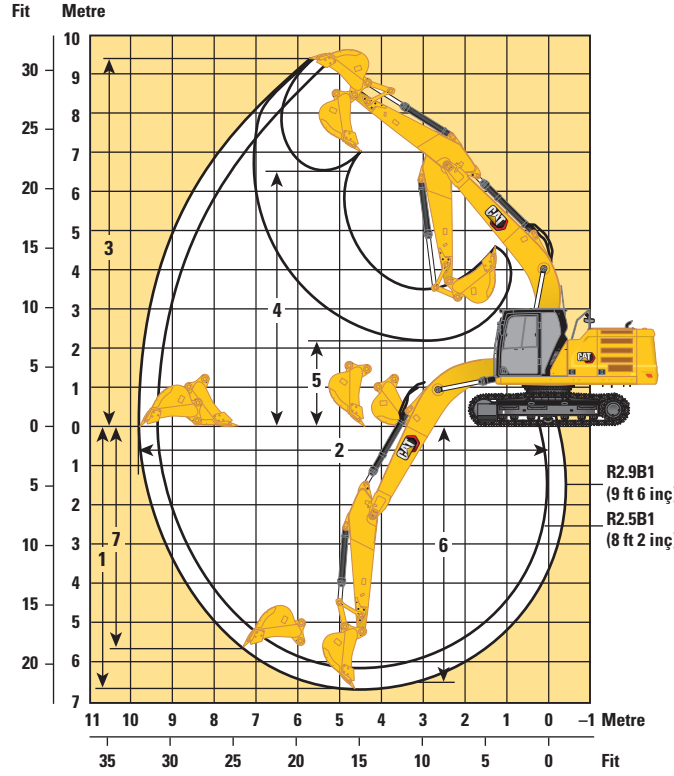 Fit Metre
10
30 9
8
25
7
20 6
5
15
3 4
4
10 3
2
5 5
1
0 0
2
1
R2.9B1
5 (9 ft 6 inç
2
R2.5B1
(8 ft 2 inç)
10 3
1 7 6
4
15
5
20 6
7
11 10 9 8 7 6 5 4 3 2 1 0 –1 Metre
35 30 25 20 15 10 5 0 Fit
CAT
CAT
CAT